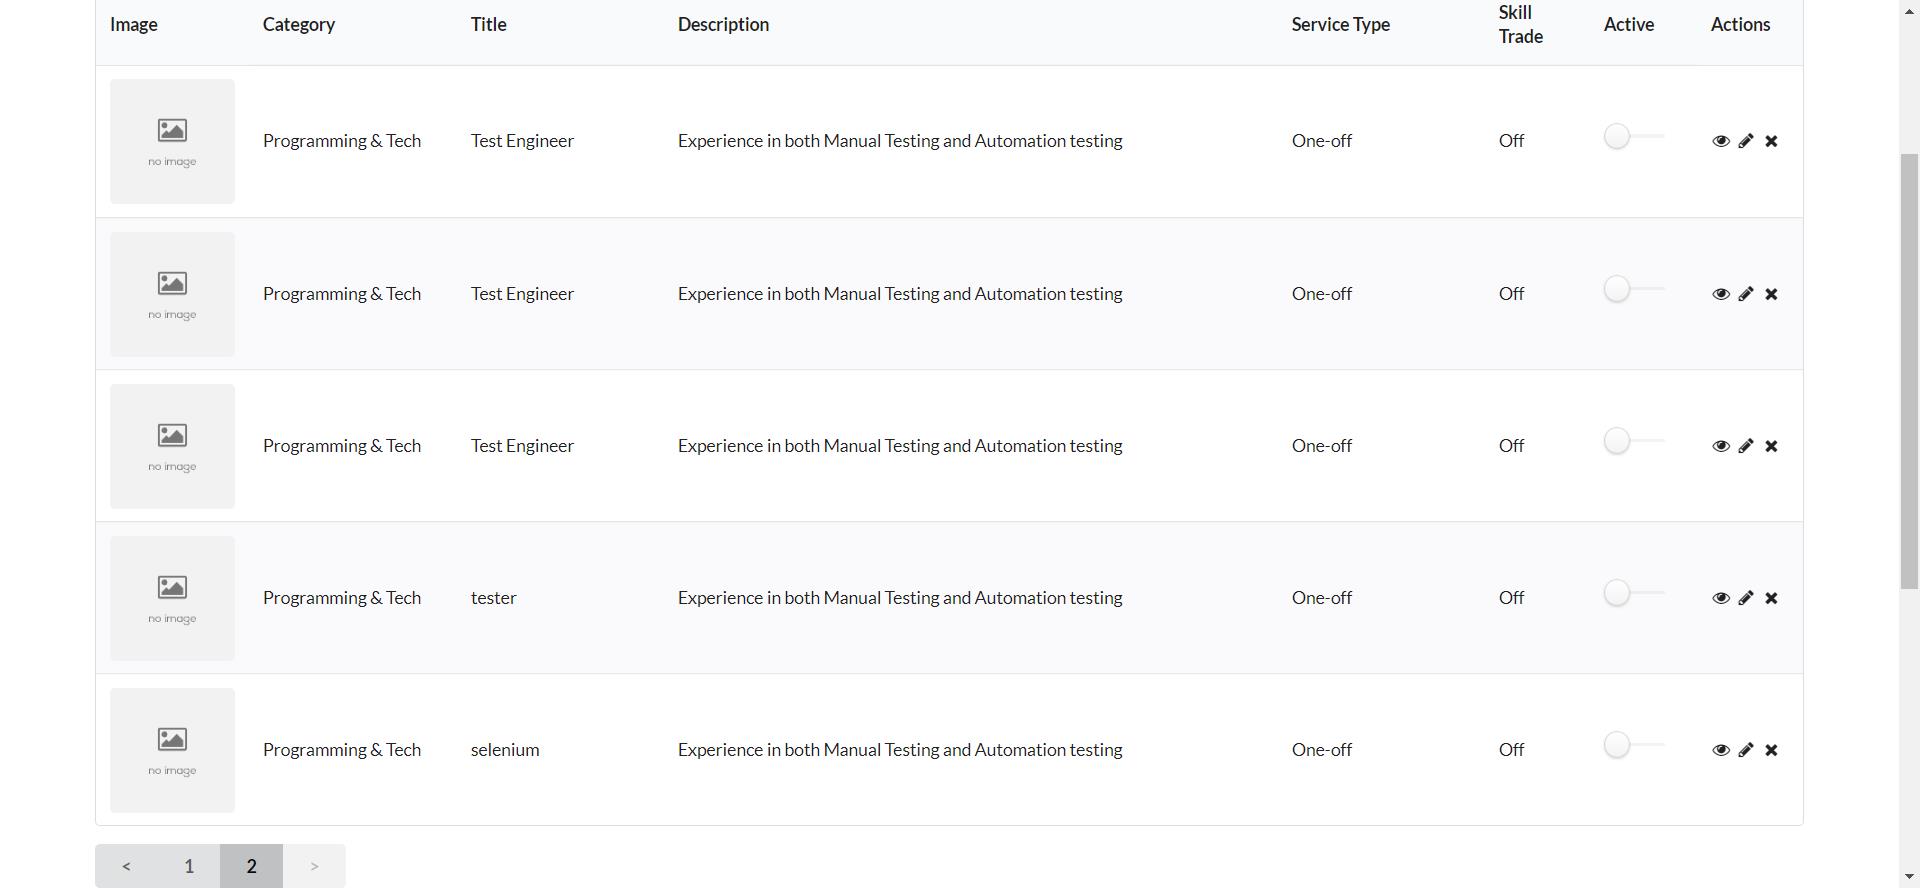 Image Category Title Description Service Type Skill Trade Active Actions
no image Programming & Tech Test Engineer Experience in both Manual Testing and Automation testing One-off Off
no image Programming & Tech Test Engineer Experience in both Manual Testing and Automation testing One-off Off
no image Programming & Tech Test Engineer Experience in both Manual Testing and Automation testing One-off Off
no image Programming & Tech tester Experience in both Manual Testing and Automation testing One-off Off
no image Programming & Tech selenium Experience in both Manual Testing and Automation testing One-off Off
< 1 2 >